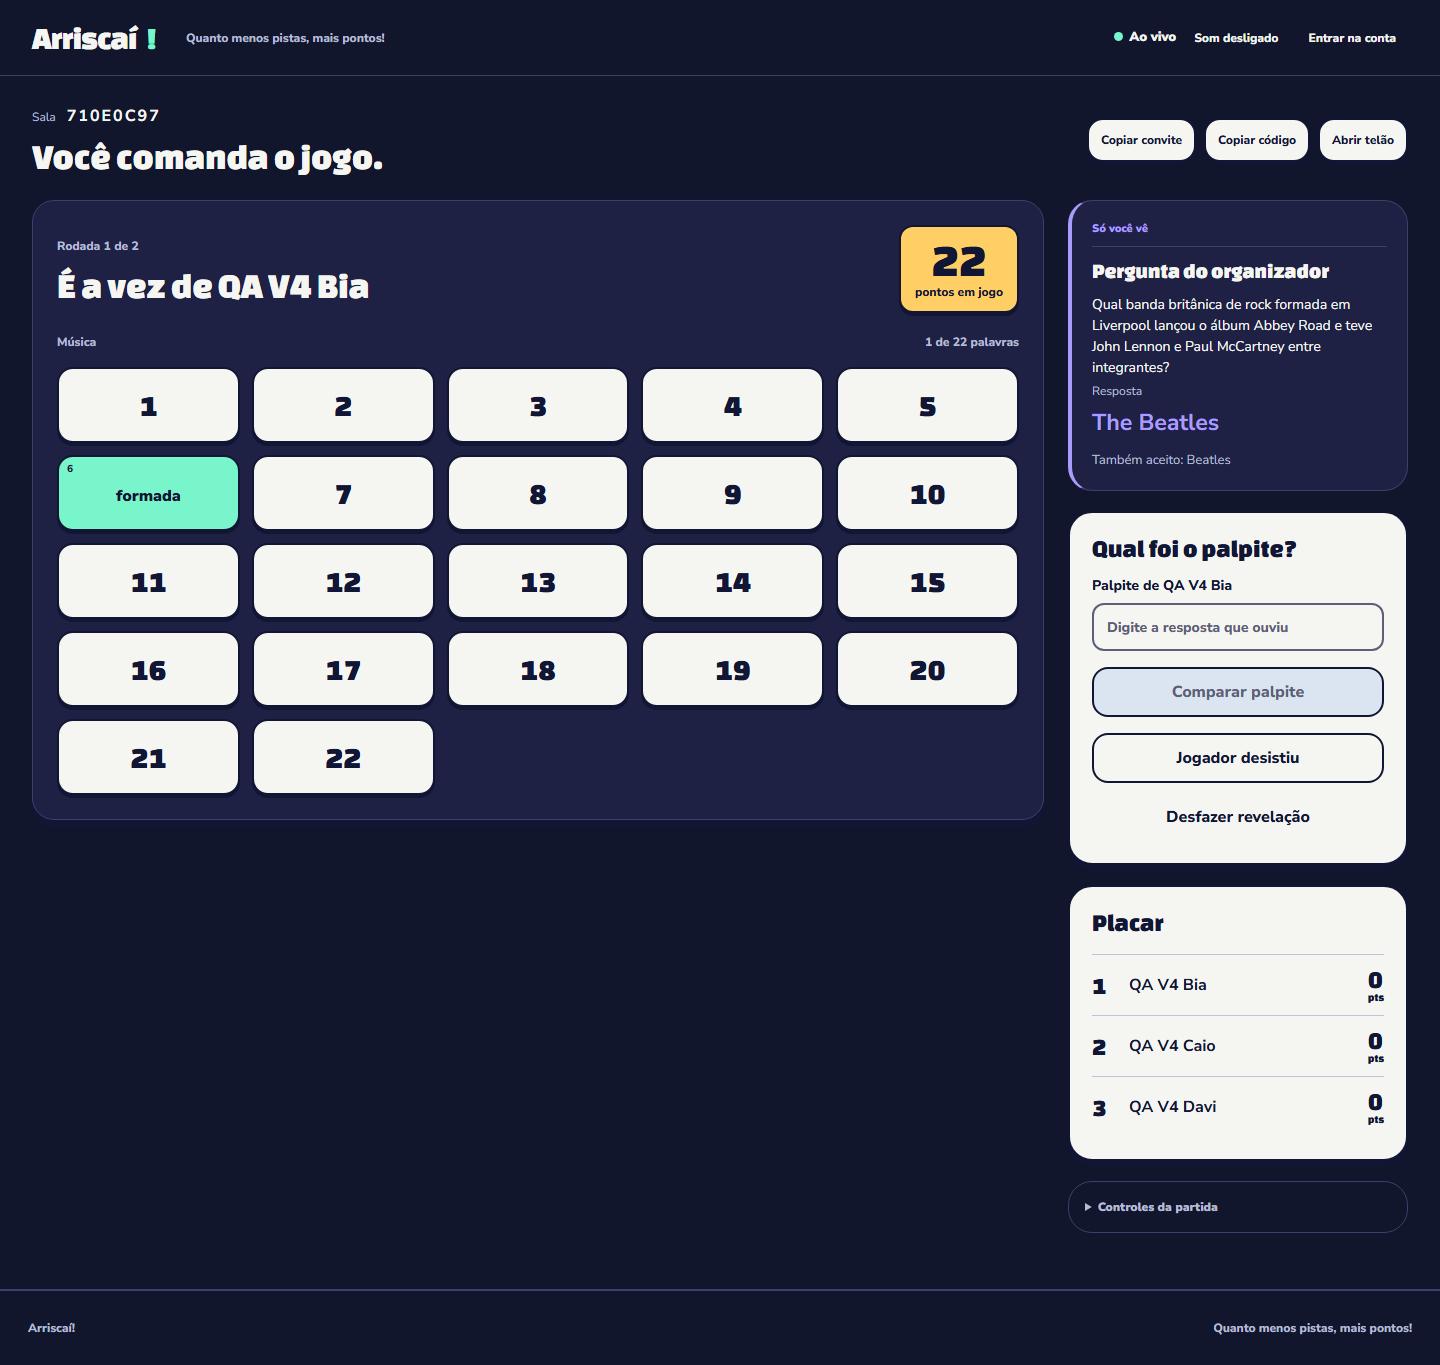 Arriscaí !
Quanto menos pistas, mais pontos!
Ao vivo
Som desligado
Entrar na conta
Sala 710E0C97
Você comanda o jogo.
Copiar convite
Copiar código
Abrir telão
Rodada 1 de 2
É a vez de QA V4 Bia
22
pontos em jogo
Música
1 de 22 palavras
1
2
3
4
5
6
formada
7
8
9
10
11
12
13
14
15
16
17
18
19
20
21
22
Só você vê
Pergunta do organizador
Qual banda britânica de rock formada em
Liverpool lançou o álbum Abbey Road e teve
John Lennon e Paul McCartney entre
integrantes?
Resposta
The Beatles
Também aceito: Beatles
Qual foi o palpite?
Palpite de QA V4 Bia
Digite a resposta que ouviu
Comparar palpite
Jogador desistiu
Desfazer revelação
Placar
1 QA V4 Bia 0
pts
2 QA V4 Caio 0
pts
3 QA V4 Davi 0
pts
Controles da partida
Arriscaí!
Quanto menos pistas, mais pontos!